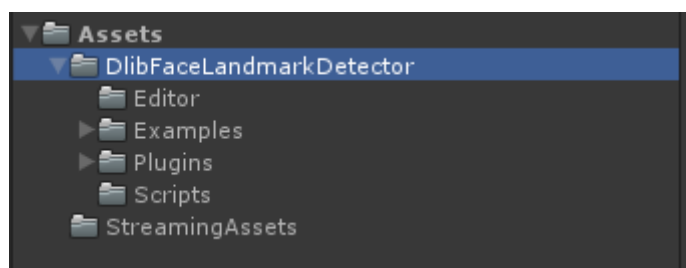 Assets
DlibFaceLandmarkDetector
Editor
Examples
Plugins
Scripts
StreamingAssets